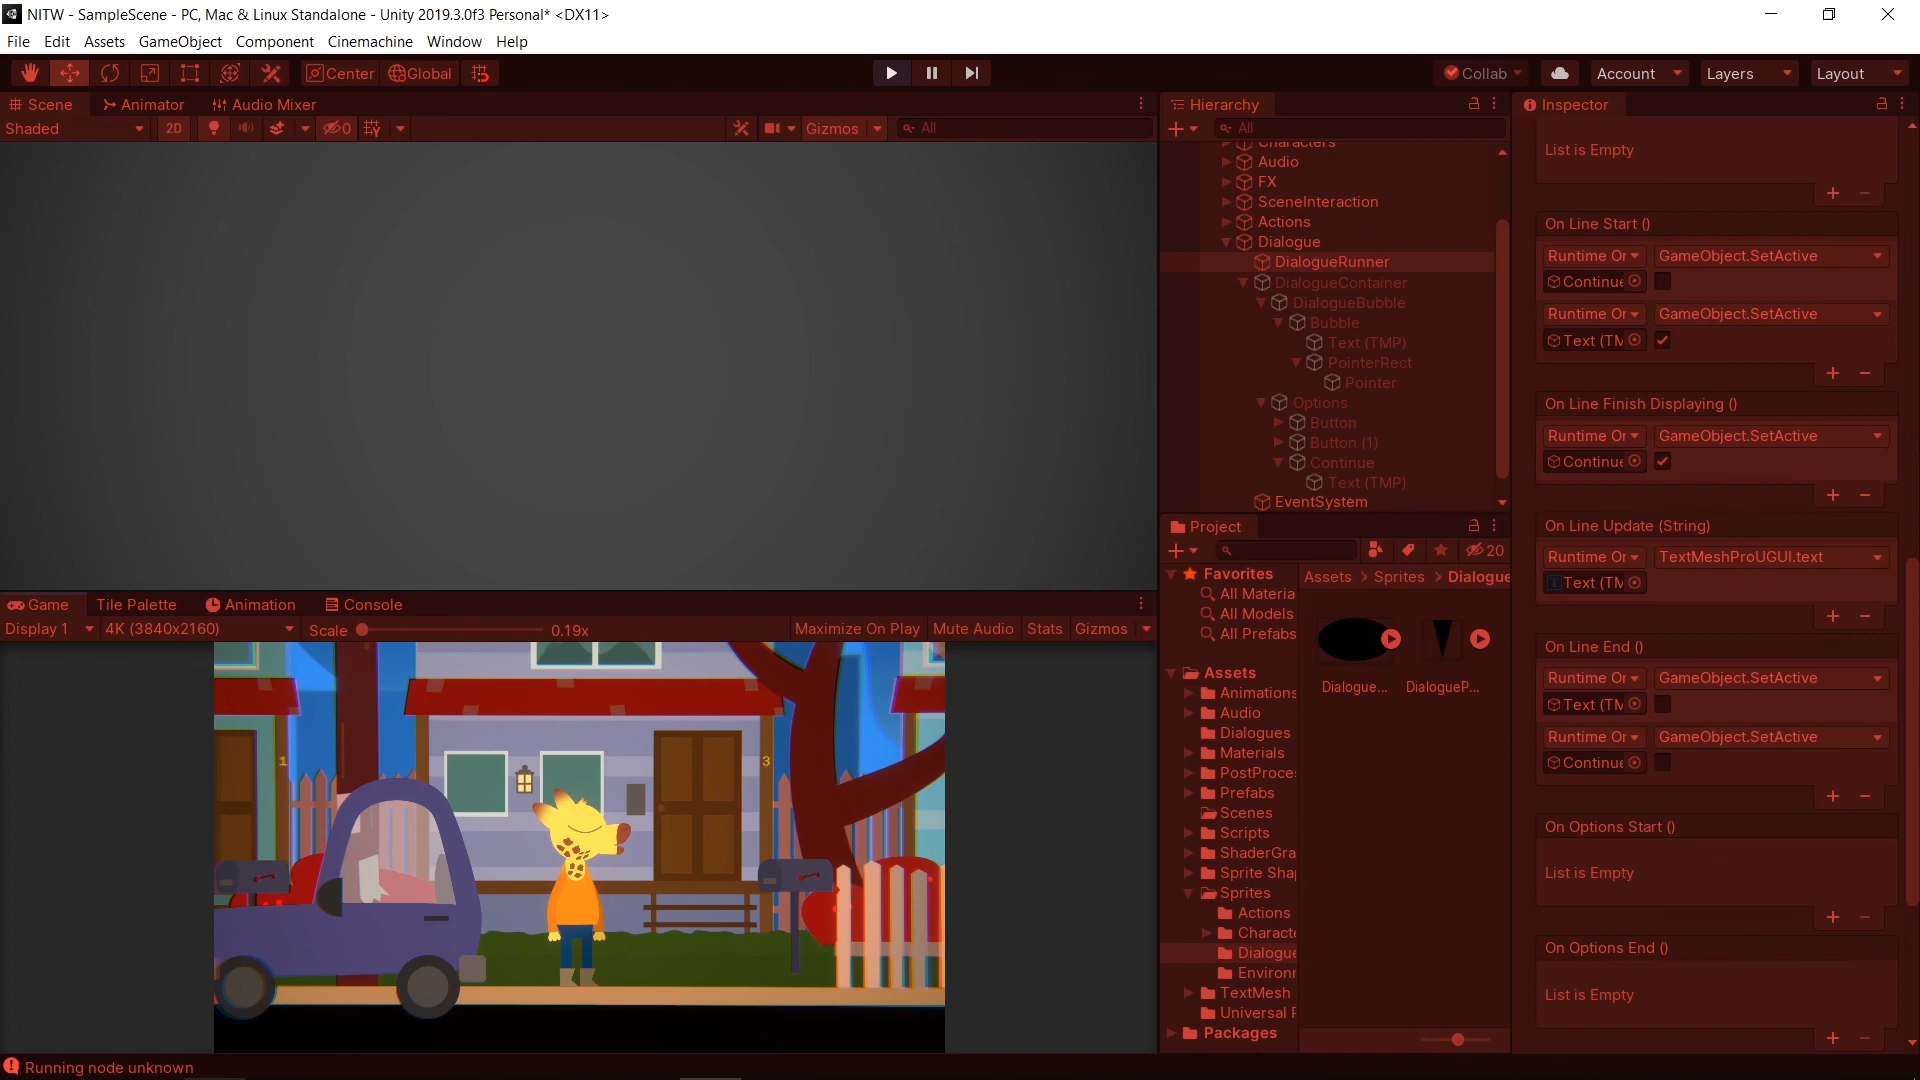 NITW - SampleScene - PC, Mac & Linux Standalone - Unity 2019.3.0f3 Personal* <DX11>
File Edit Assets GameObject Component Cinemachine Window Help
Center Global Collab Account Layers Layout
Scene Animator Audio Mixer
Shaded 2D 0 Gizmos All
Hierarchy
All
Characters
Audio
FX
SceneInteraction
Actions
Dialogue
DialogueRunner
DialogueContainer
DialogueBubble
Bubble
Text (TMP)
PointerRect
Pointer
Options
Button
Button (1)
Continue
Text (TMP)
EventSystem
Inspector
List is Empty
On Line Start ()
Runtime Or GameObject.SetActive
Continue
Runtime Or GameObject.SetActive
Text (TM
On Line Finish Displaying ()
Runtime Or GameObject.SetActive
Continue
On Line Update (String)
Runtime Or TextMeshProUGUI.text
Text (TM
On Line End ()
Runtime Or GameObject.SetActive
Text (TM
Runtime Or GameObject.SetActive
Continue
On Options Start ()
List is Empty
On Options End ()
List is Empty
Project
20
Favorites
All Materia
All Models
All Prefabs
Assets
Animations
Audio
Dialogues
Materials
PostProces
Prefabs
Scenes
Scripts
ShaderGra
Sprite Shap
Sprites
Actions
Characte
Dialogue
Environm
TextMesh
Universal R
Packages
Assets > Sprites > Dialogue
Dialogue... DialogueP...
Game Tile Palette Animation Console
Display 1 4K (3840x2160) Scale 0.19x Maximize On Play Mute Audio Stats Gizmos
1
3
Running node unknown